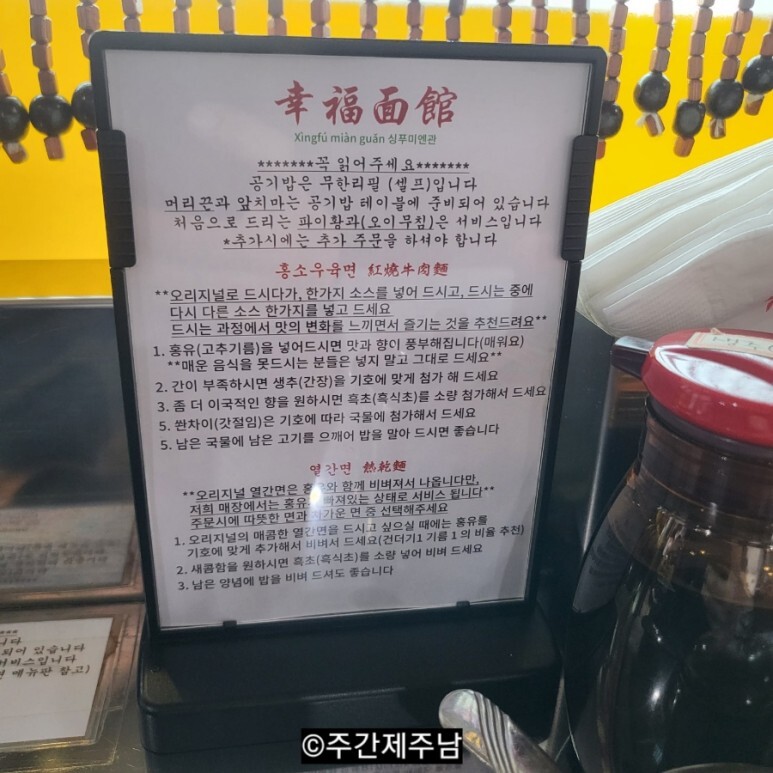 幸福面館
Xìngfú miàn guǎn 싱푸미엔관
*******꼭 읽어주세요*******
공기밥은 무한리필 (셀프)입니다
머리끈과 앞치마는 공기밥 테이블에 준비되어 있습니다
처음으로 드리는 파이황과(오이무침)은 서비스입니다
*추가시에는 추가 주문을 하셔야 합니다
홍소우육면 紅燒牛肉麵
**오리지널로 드시다가, 한가지 소스를 넣어 드시고, 드시는 중에
다시 다른 소스 한가지를 넣고 드세요
드시는 과정에서 맛의 변화를 느끼면서 즐기는 것을 추천드려요**
1. 홍유(고추기름)을 넣어드시면 맛과 향이 풍부해집니다(매워요)
**매운 음식을 못드시는 분들은 넣지 말고 그대로 드세요**
2. 간이 부족하시면 생추(간장)을 기호에 맞게 첨가 해 드세요
3. 좀 더 이국적인 향을 원하시면 흑초(흑식초)를 소량 첨가해서 드세요
5. 쏸차이(갓절임)은 기호에 따라 국물에 첨가해서 드세요
5. 남은 국물에 남은 고기를 으깨어 밥을 말아 드시면 좋습니다
열간면 熱乾麵
**오리지널 열간면은 홍유와 함께 비벼져서 나옵니다만,
저희 매장에서는 홍유 빠져있는 상태로 서비스 됩니다**
주문시에 따뜻한 면과 차가운 면 중 선택해주세요
1. 오리지널의 매콤한 열간면을 드시고 싶으실 때에는 홍유를
기호에 맞게 추가해서 비벼서 드세요(건더기1 기름 1의 비율 추천)
2. 새콤함을 원하시면 흑초(흑식초)를 소량 넣어 비벼 드세요
3. 남은 양념에 밥을 비벼 드셔도 좋습니다
니다
되어 있습니다
서비스입니다
메뉴판 참고)
©주간제주남